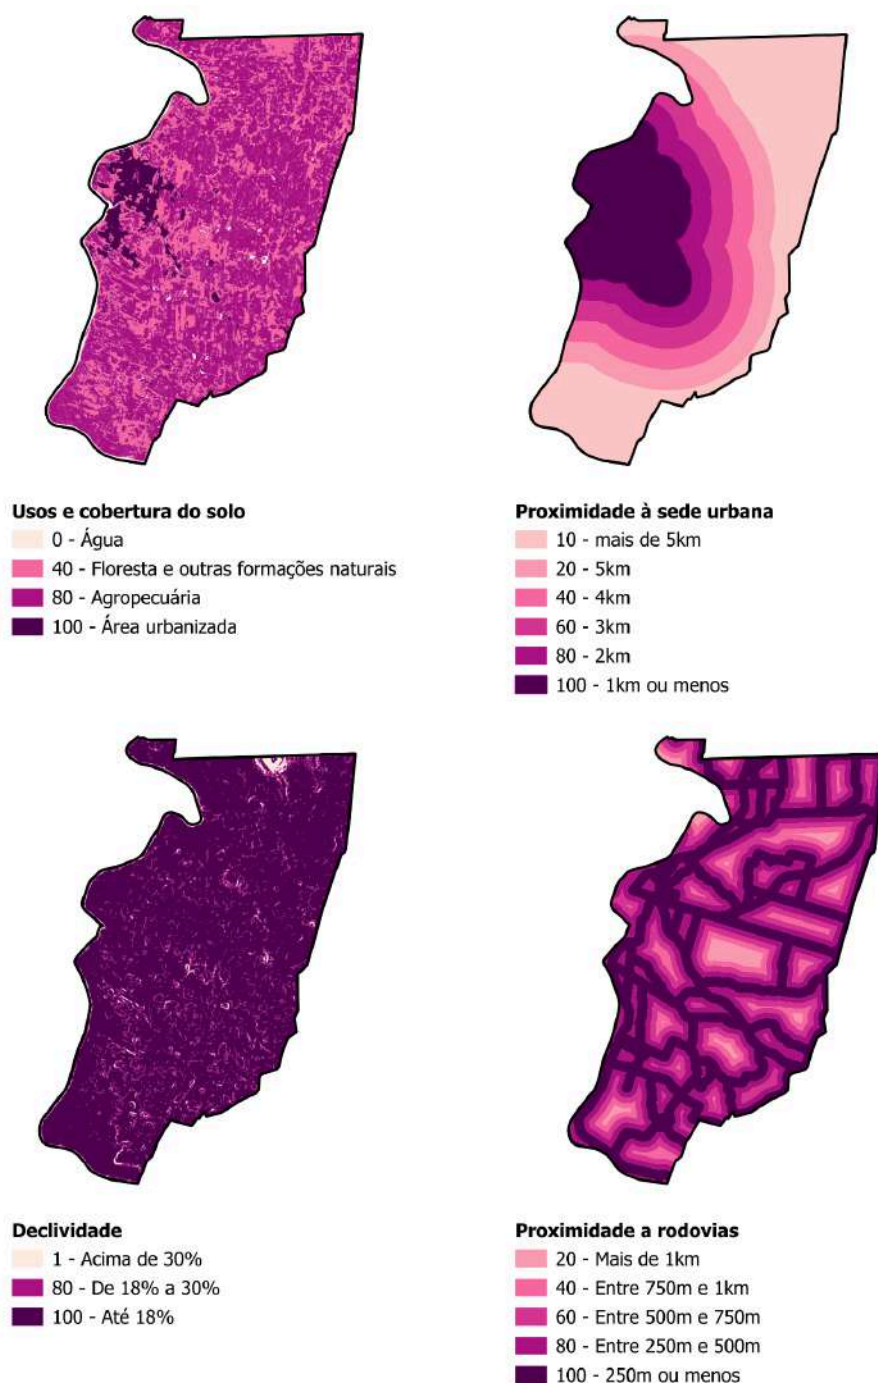 Usos e cobertura do solo
0 - Água
40 - Floresta e outras formações naturais
80 - Agropecuária
100 - Área urbanizada
Proximidade à sede urbana
10 - mais de 5km
20 - 5km
40 - 4km
60 - 3km
80 - 2km
100 - 1km ou menos
Declividade
1 - Acima de 30%
80 - De 18% a 30%
100 - Até 18%
Proximidade a rodovias
20 - Mais de 1km
40 - Entre 750m e 1km
60 - Entre 500m e 750m
80 - Entre 250m e 500m
100 - 250m ou menos